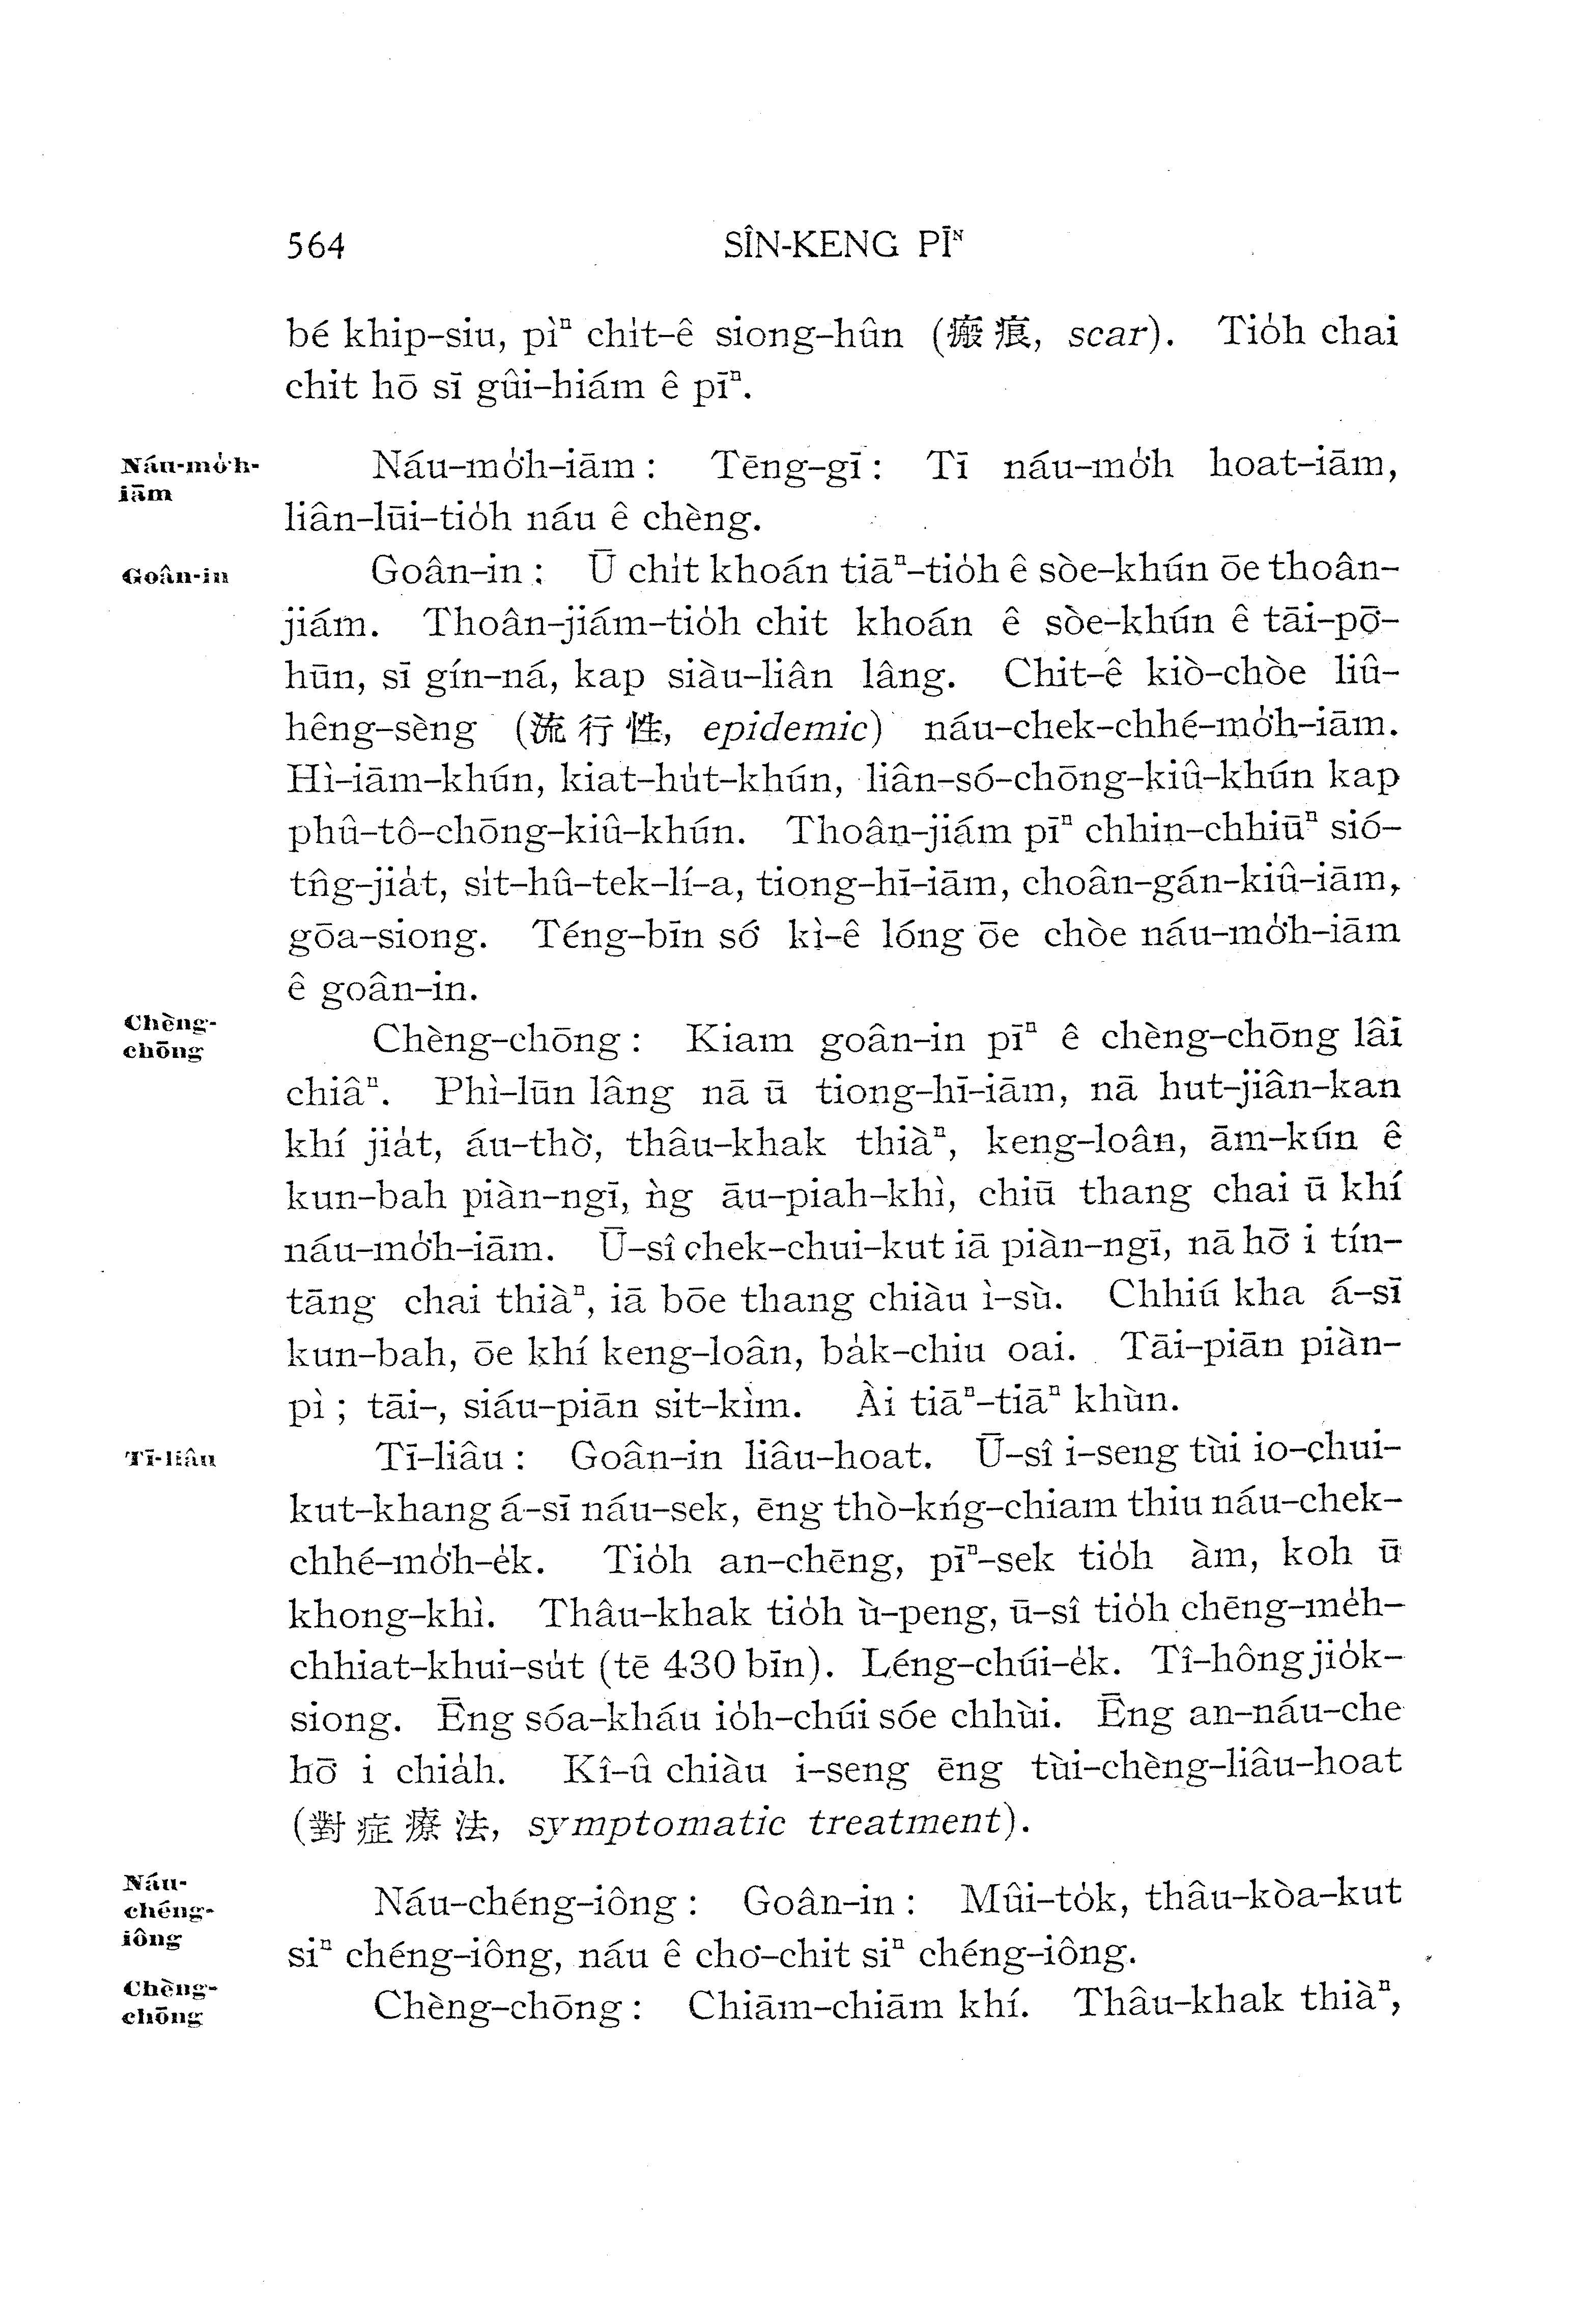 564
SÎN-KENG PĪᴺ
bé khip-siu, pìⁿ chi̍t-ê siong-hûn (瘢痕, scar). Tio̍h chai
chit hō sī gûi-hiám ê pīⁿ.
Náu-mo̍͘h-
iām
Náu-mo̍͘h-iām: Tēng-gī: Tī náu-mo̍͘h hoat-iām,
liân-lūi-tio̍h náu ê chèng.
Goân-in
Goân-in: Ū chi̍t khoán tiāⁿ-tio̍h ê sòe-khún ōe thoân-
jiám. Thoân-jiám-tio̍h chit khoán ê sòe-khún ê tāi-pō͘-
hūn, sī gín-ná, kap siàu-liân lâng. Chit-ê kiò-chòe liû-
hêng-sèng (流行性, epidemic) náu-chek-chhé-mo̍͘h-iām.
Hì-iām-khún, kiat-hu̍t-khún, liân-só-chōng-kiû-khún kap
phû-tô-chōng-kiû-khún. Thoân-jiám pīⁿ chhin-chhiūⁿ sió-
tn̂g-jia̍t, si̍t-hû-tek-lí-a, tiong-hī-iām, choân-gán-kiû-iām,
gōa-siong. Téng-bīn só͘ kì-ê lóng ōe chòe náu-mo̍͘h-iām
ê goân-in.
Chèng-
chōng
Chèng-chōng: Kiam goân-in pīⁿ ê chèng-chōng lâi
chiâⁿ. Phì-lūn lâng nā ū tiong-hī-iām, nā hut-jiân-kan
khí jia̍t, áu-thò͘, thâu-khak thiàⁿ, keng-loân, ām-kún ê
kun-bah piàn-ngī, ǹg āu-piah-khì, chiū thang chai ū khí
náu-mo̍͘h-iām. Ū-sî chek-chui-kut iā piàn-ngī, nā hō͘ i tín-
tāng chai thiàⁿ, iā bōe thang chiàu ì-sù. Chhiú kha á-sī
kun-bah, ōe khí keng-loân, ba̍k-chiu oai. Tāi-piān piàn-
pì; tāi-, siáu-piān sit-kìm. Ài tiāⁿ-tiāⁿ khùn.
Tī-liâu
Tī-liâu: Goân-in liâu-hoat. Ū-sî i-seng tùi io-chui-
kut-khang á-sī náu-sek, ēng thò-kńg-chiam thiu náu-chek-
chhé-mo̍͘h-e̍k. Tio̍h an-chēng, pīⁿ-sek tio̍h àm, koh ū
khong-khì. Thâu-khak tio̍h ù-peng, ū-sî tio̍h chēng-me̍h-
chhiat-khui-su̍t (tē 430 bīn). Léng-chúi-e̍k. Tî-hông jio̍k-
siong. Ēng sóa-kháu io̍h-chúi sóe chhùi. Ēng an-náu-che
hō͘ i chia̍h. Kî-û chiàu i-seng ēng tùi-chèng-liâu-hoat
(對症療法, symptomatic treatment).
Náu-
chéng-
iông
Náu-chéng-iông: Goân-in: Mûi-to̍k, thâu-kòa-kut
siⁿ chéng-iông, náu ê cho͘-chit siⁿ chéng-iông.
Chèng-
chōng
Chèng-chōng: Chiām-chiām khí. Thâu-khak thiàⁿ,